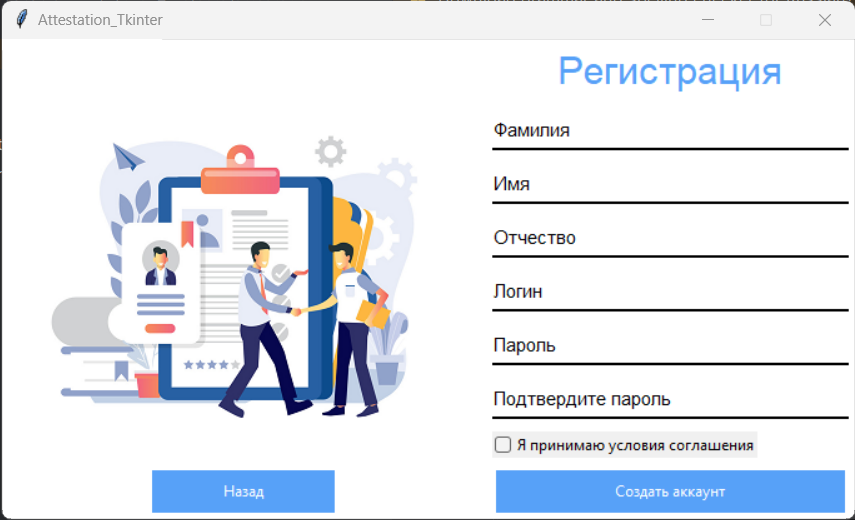 Attestation_Tkinter
Регистрация
Фамилия
Имя
Отчество
Логин
Пароль
Подтвердите пароль
Я принимаю условия соглашения
Назад
Создать аккаунт